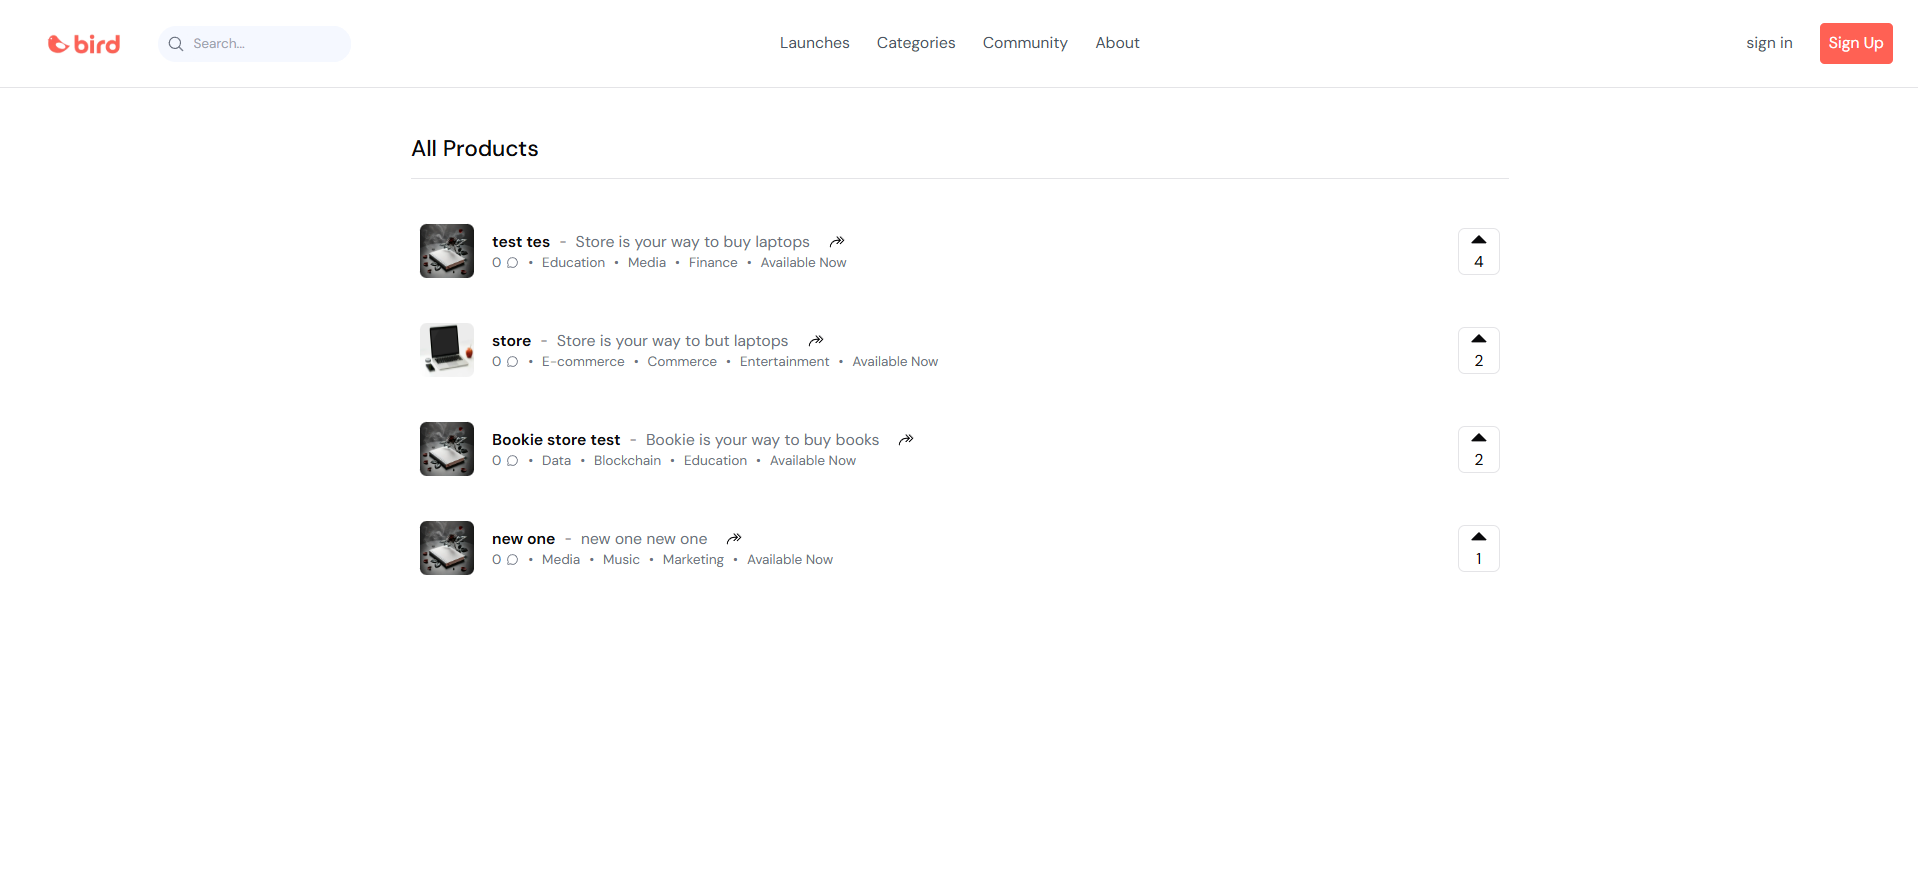 bird
Search...
Launches Categories Community About
sign in
Sign Up
All Products
test tes - Store is your way to buy laptops
0 • Education • Media • Finance • Available Now
4
store - Store is your way to but laptops
0 • E-commerce • Commerce • Entertainment • Available Now
2
Bookie store test - Bookie is your way to buy books
0 • Data • Blockchain • Education • Available Now
2
new one - new one new one
0 • Media • Music • Marketing • Available Now
1